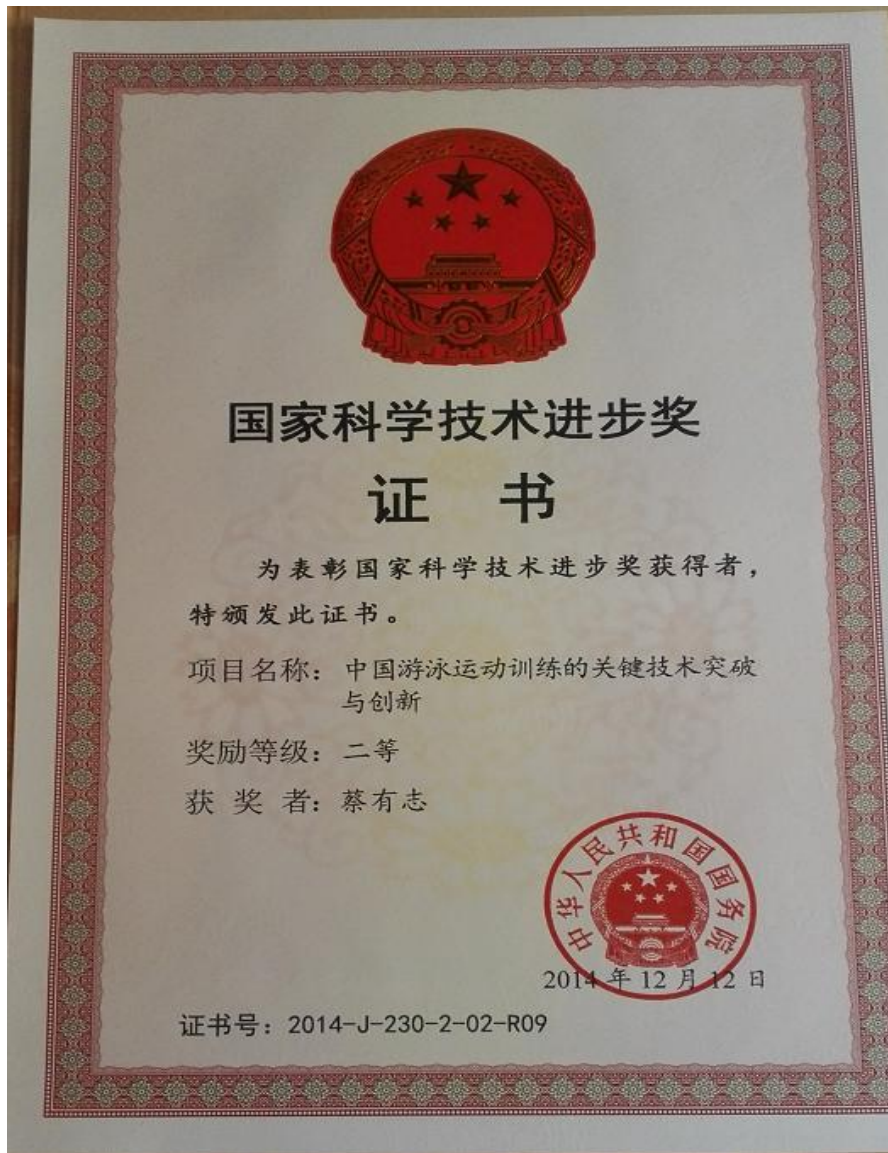 国家科学技术进步奖
证 书
为表彰国家科学技术进步奖获得者，
特颁发此证书。
项目名称：中国游泳运动训练的关键技术突破
与创新
奖励等级：二等
获 奖 者：蔡有志
中华人民共和国国务院
2014 年 12 月 12 日
证书号：2014-J-230-2-02-R09